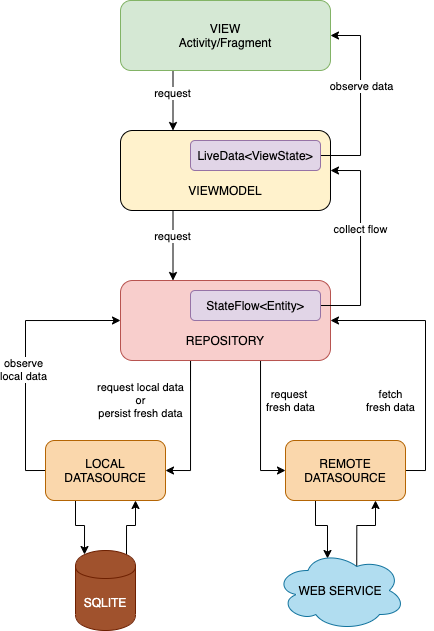 VIEW
Activity/Fragment
request
observe data
LiveData<ViewState>
VIEWMODEL
request
collect flow
StateFlow<Entity>
REPOSITORY
observe
local data
request local data
or
persist fresh data
request
fresh data
fetch
fresh data
LOCAL
DATASOURCE
REMOTE
DATASOURCE
SQLITE
WEB SERVICE